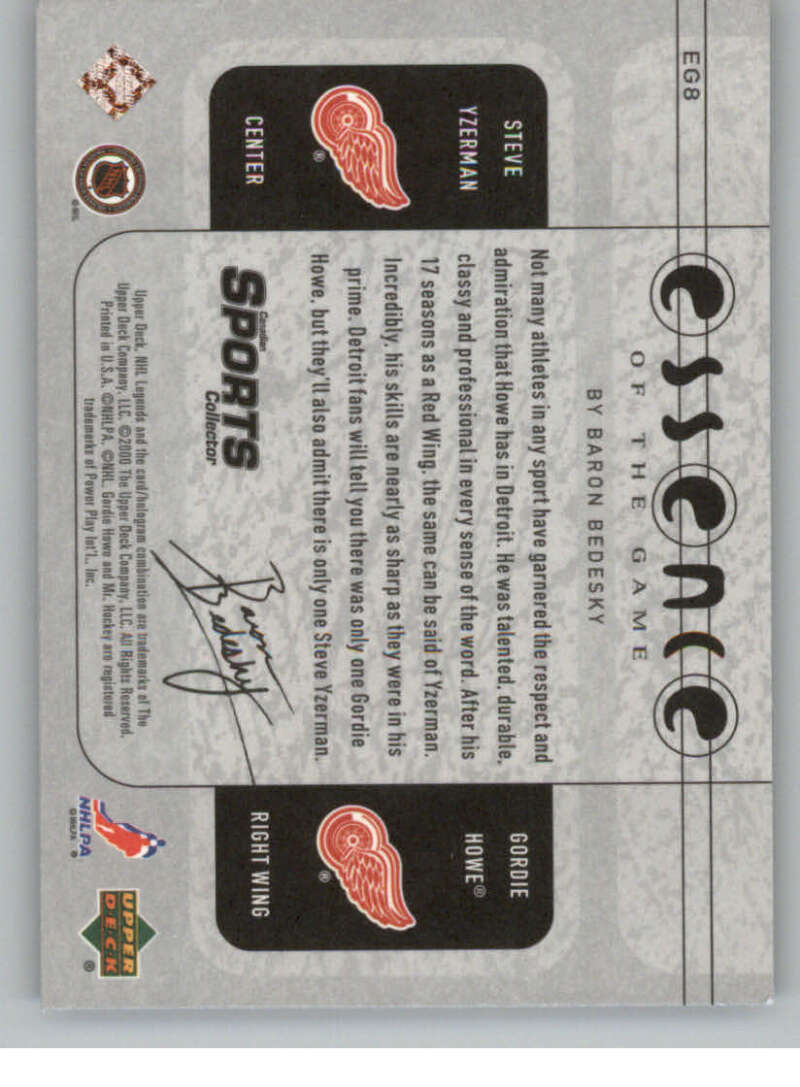 EG8
essence
OF THE GAME
BY BARON BEDESKY
STEVE
YZERMAN
®
CENTER
Not many athletes in any sport have garnered the respect and
admiration that Howe has in Detroit. He was talented, durable,
classy and professional in every sense of the word. After his
17 seasons as a Red Wing, the same can be said of Yzerman.
Incredibly, his skills are nearly as sharp as they were in his
prime. Detroit fans will tell you there was only one Gordie
Howe, but they'll also admit there is only one Steve Yzerman.
GORDIE
HOWE®
®
RIGHT WING
Canadian
SPORTS
Collector
Baron
Bedesky
Upper Deck, NHL Legends and the card/hologram combination are trademarks of The
Upper Deck Company, LLC. ©2000 The Upper Deck Company, LLC. All Rights Reserved.
Printed in U.S.A. ©NHLPA. ©NHL. Gordie Howe and Mr. Hockey are registered
trademarks of Power Play Int'l., Inc.
©NHL
NHLPA
©NHLPA ®
UPPER
DECK
®